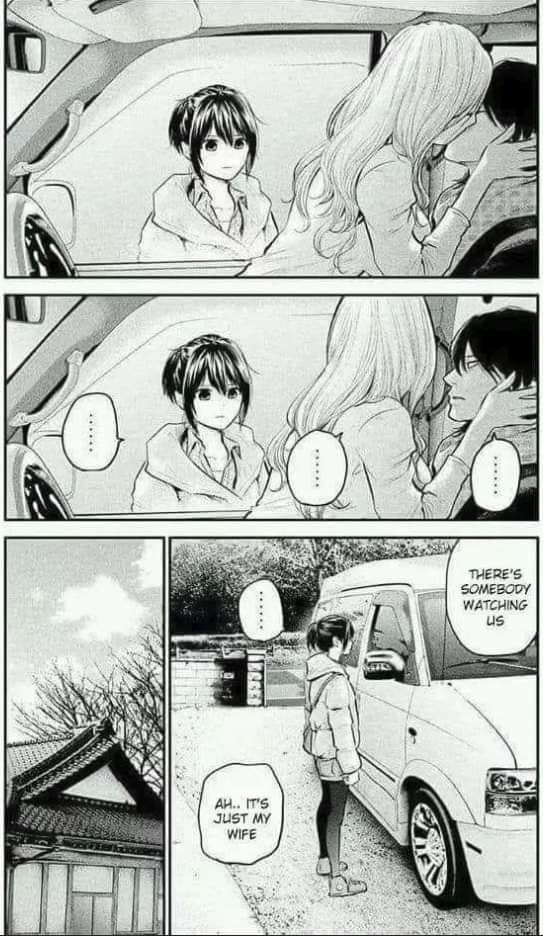 .....
.....
.....
THERE'S
SOMEBODY
WATCHING
US
.....
AH.. IT'S
JUST MY
WIFE